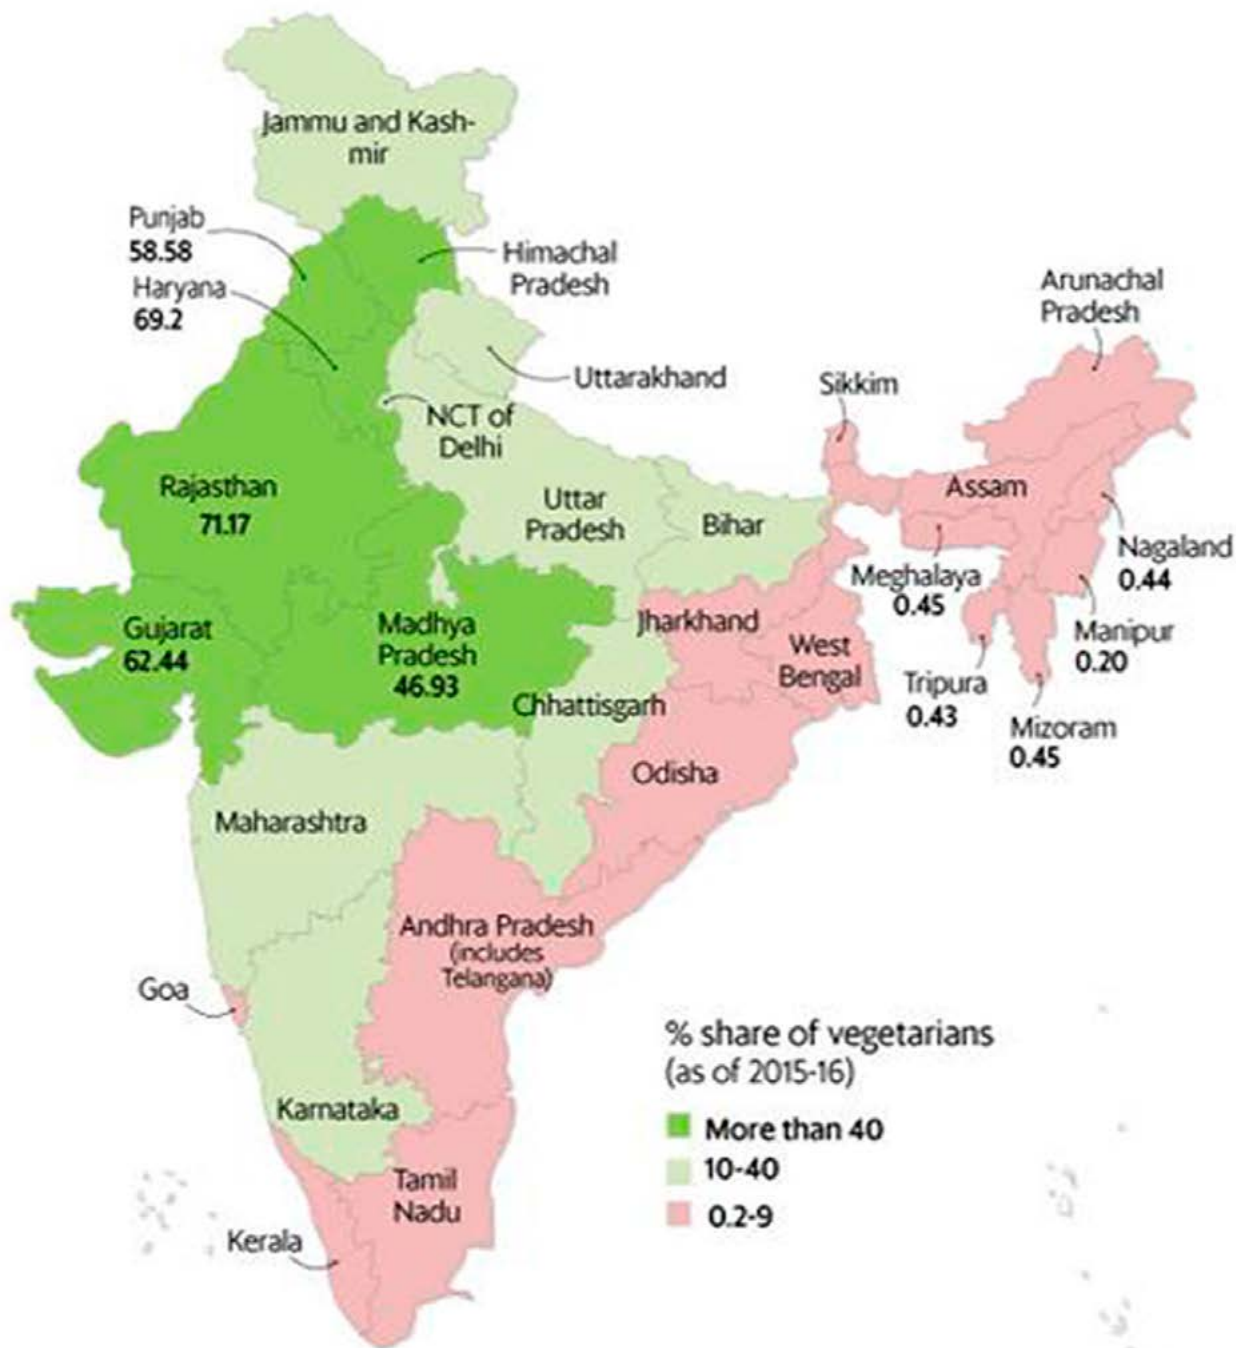 Jammu and Kash-
mir
Punjab
58.58
Haryana
69.2
Himachal
Pradesh
Uttarakhand
NCT of
Delhi
Rajasthan
71.17
Uttar
Pradesh
Bihar
Sikkim
Arunachal
Pradesh
Assam
Nagaland
0.44
Meghalaya
0.45
Manipur
0.20
Tripura
0.43
Mizoram
0.45
Gujarat
62.44
Madhya
Pradesh
46.93
Jharkhand
West
Bengal
Chhattisgarh
Odisha
Maharashtra
Andhra Pradesh
(includes
Telangana)
Goa
Karnataka
Tamil
Nadu
Kerala
% share of vegetarians
(as of 2015-16)
More than 40
10-40
0.2-9